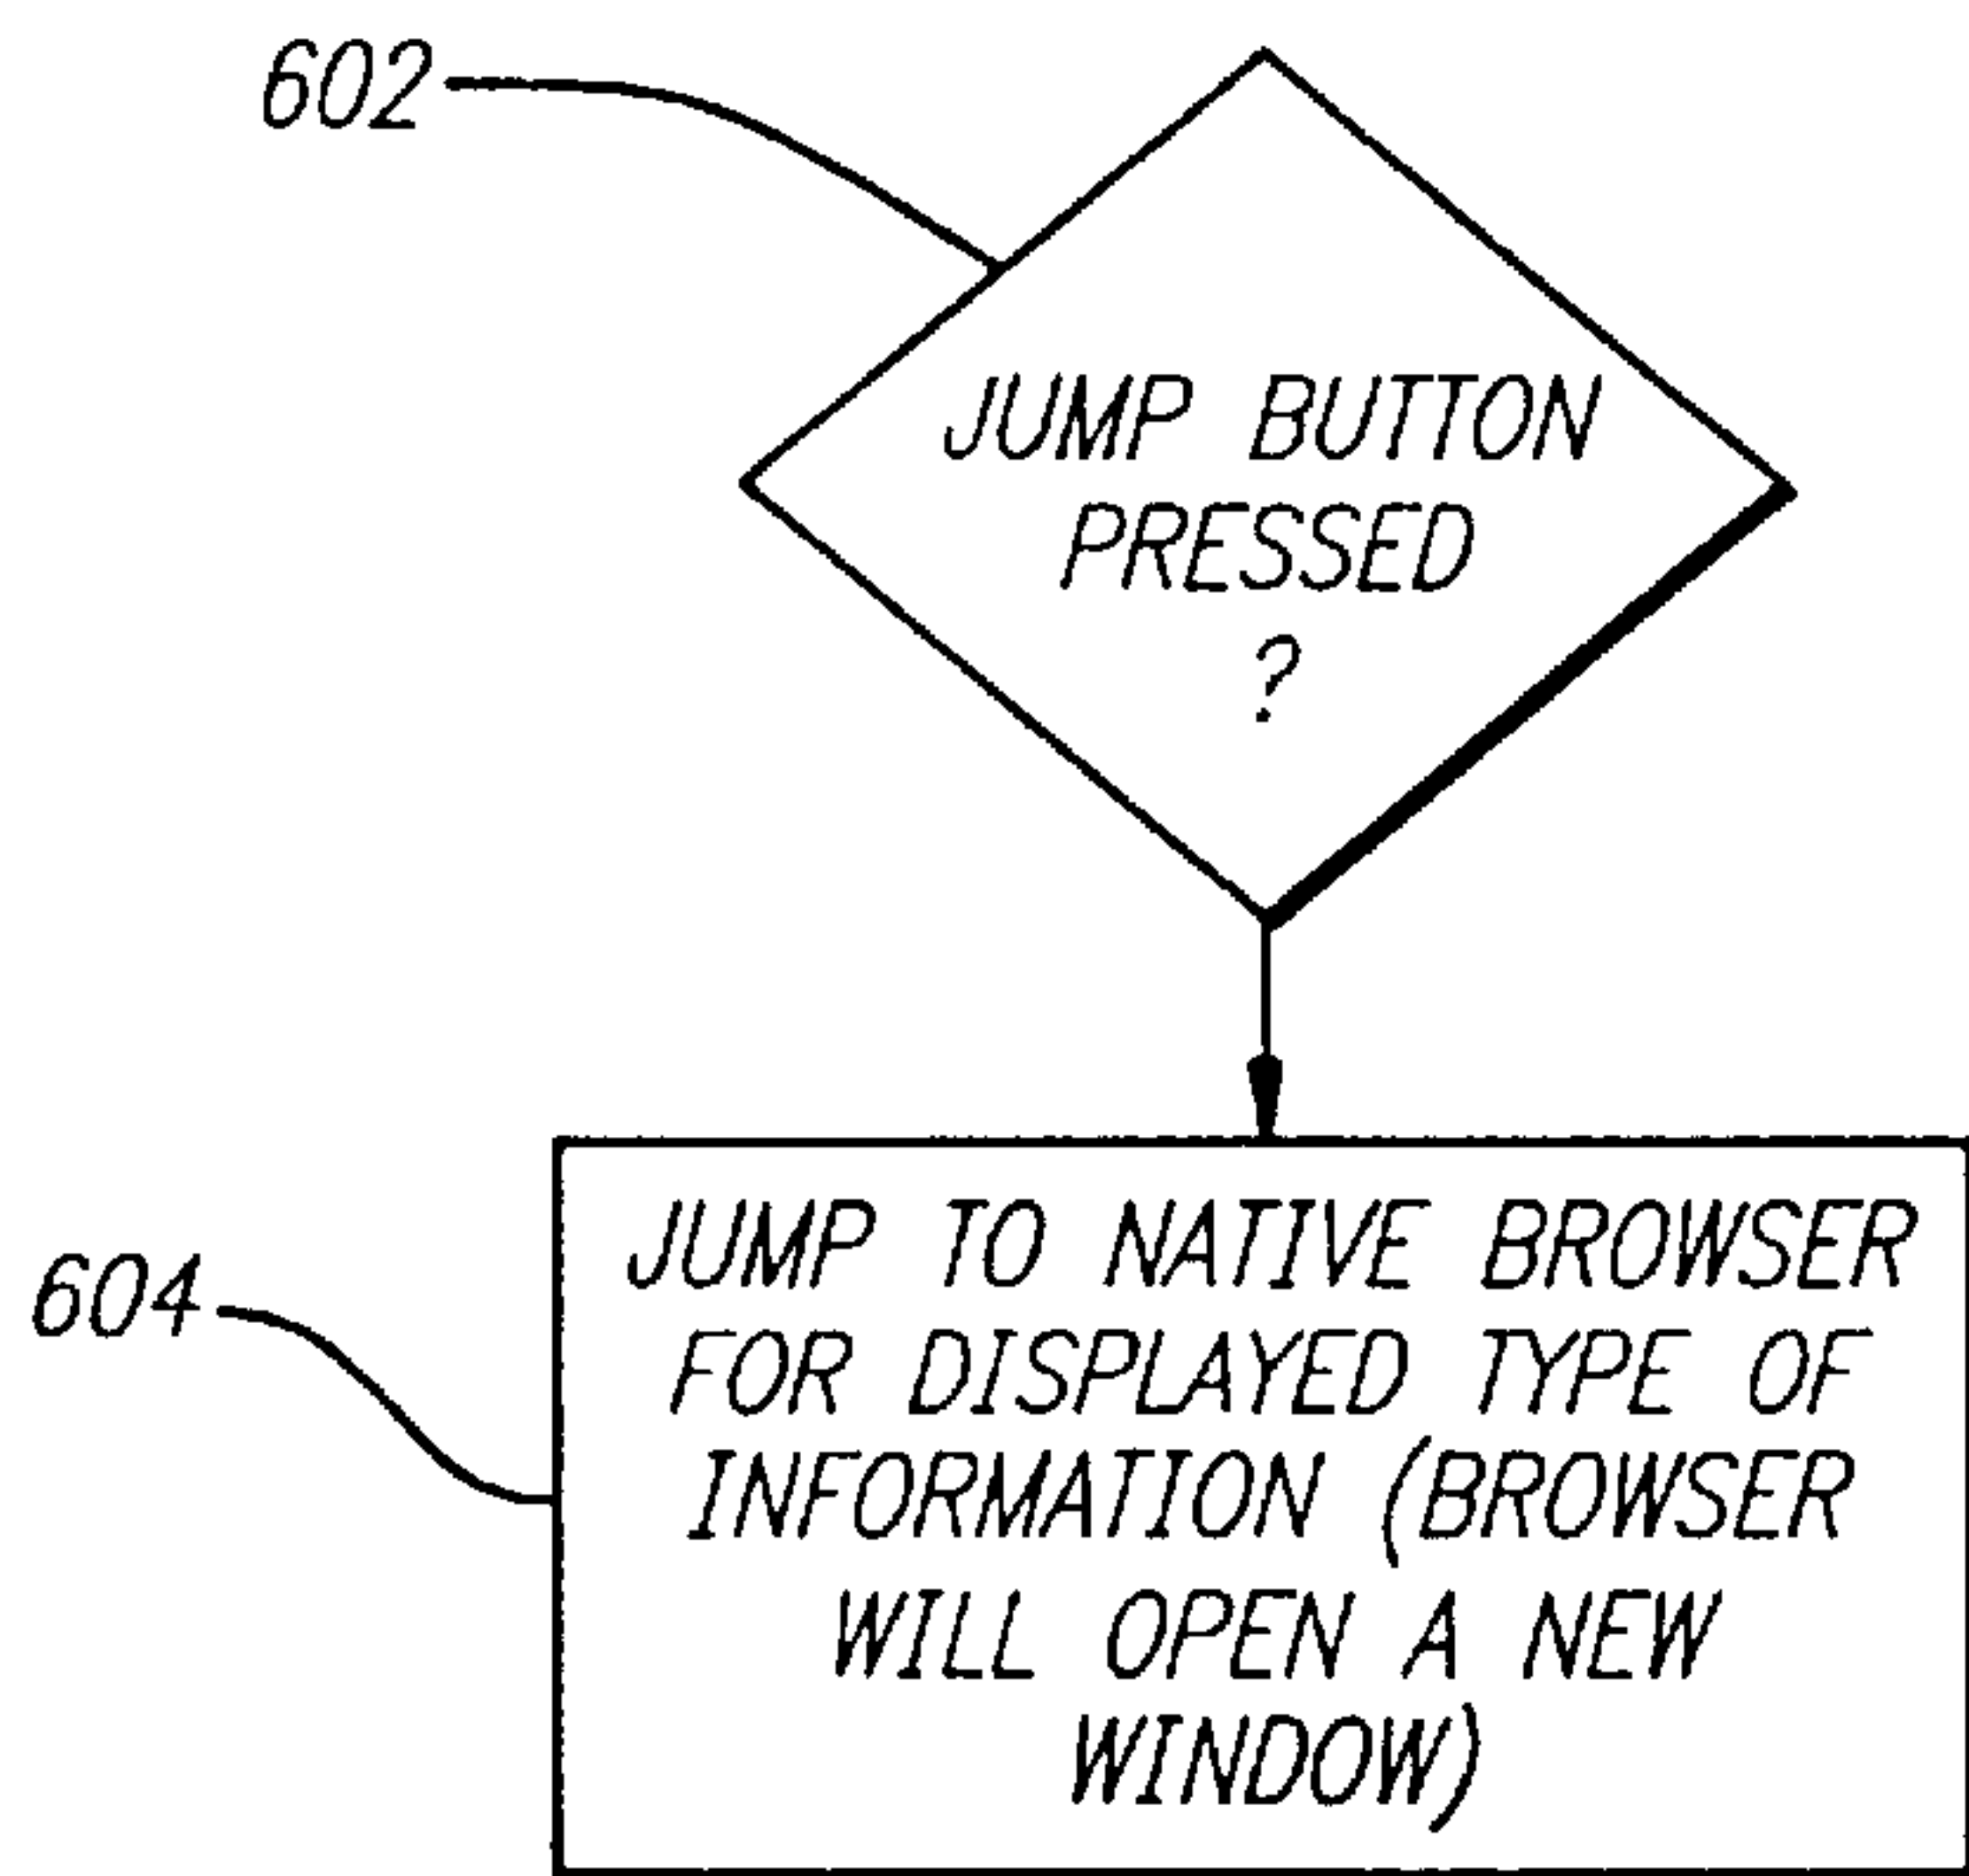 602
JUMP BUTTON
PRESSED
?
604
JUMP TO NATIVE BROWSER
FOR DISPLAYED TYPE OF
INFORMATION (BROWSER
WILL OPEN A NEW
WINDOW)